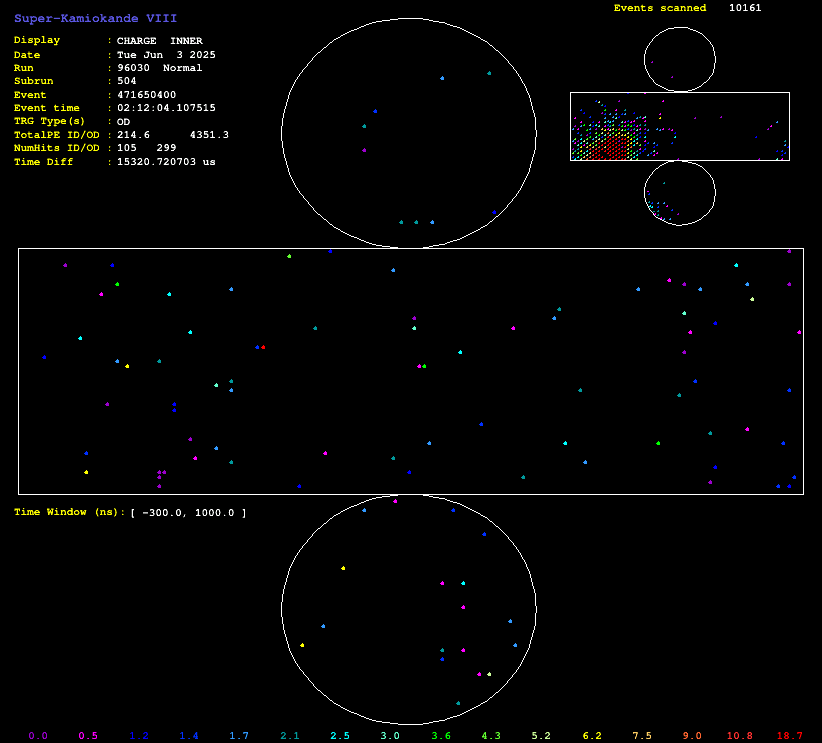 Super-Kamiokande VIII
Events scanned 10161
Display : CHARGE INNER
Date : Tue Jun 3 2025
Run : 96030 Normal
Subrun : 504
Event : 471650400
Event time : 02:12:04.107515
TRG Type(s) : OD
TotalPE ID/OD : 214.6 4351.3
NumHits ID/OD : 105 299
Time Diff : 15320.720703 us
Time Window (ns): [ -300.0, 1000.0 ]
0.0 0.5 1.2 1.4 1.7 2.1 2.5 3.0 3.6 4.3 5.2 6.2 7.5 9.0 10.8 18.7